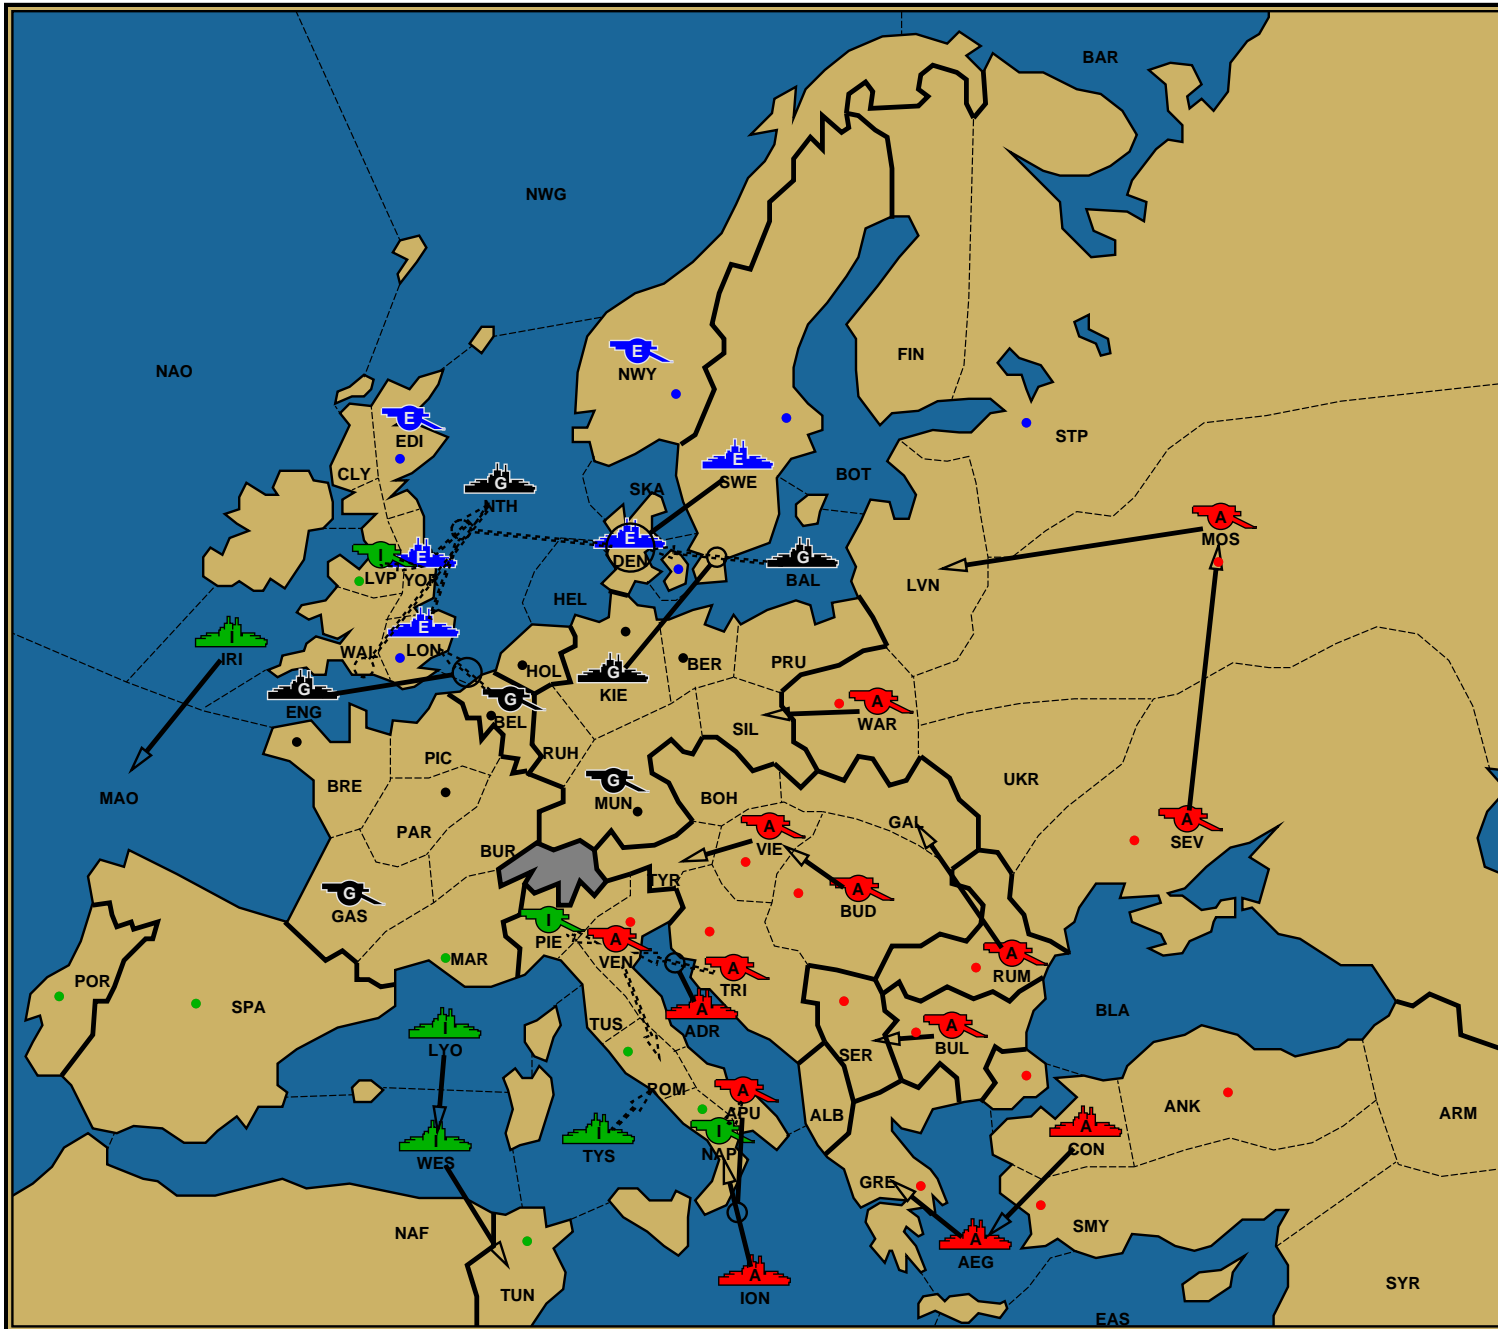 BAR
NWG
NAO
FIN
E
NWY
E
EDI
STP
CLY
E
SWE
BOT
G
NTH
SKA
A
MOS
E
DEN
G
BAL
I
LVP
E
YOR
LVN
HEL
E
LON
I
IRI
WAL
HOL
G
KIE
BER
PRU
G
ENG
G
BEL
A
WAR
SIL
PIC
RUH
UKR
BRE
MAO
G
MUN
BOH
PAR
GAL
A
SEV
A
VIE
BUR
TYR
A
BUD
G
GAS
I
PIE
A
VEN
MAR
A
TRI
A
RUM
POR
SPA
BLA
A
ADR
I
LYO
TUS
A
BUL
SER
ROM
A
APU
ALB
ANK
ARM
I
WES
I
TYS
I
NAP
A
CON
GRE
SMY
NAF
A
AEG
A
ION
TUN
SYR
EAS